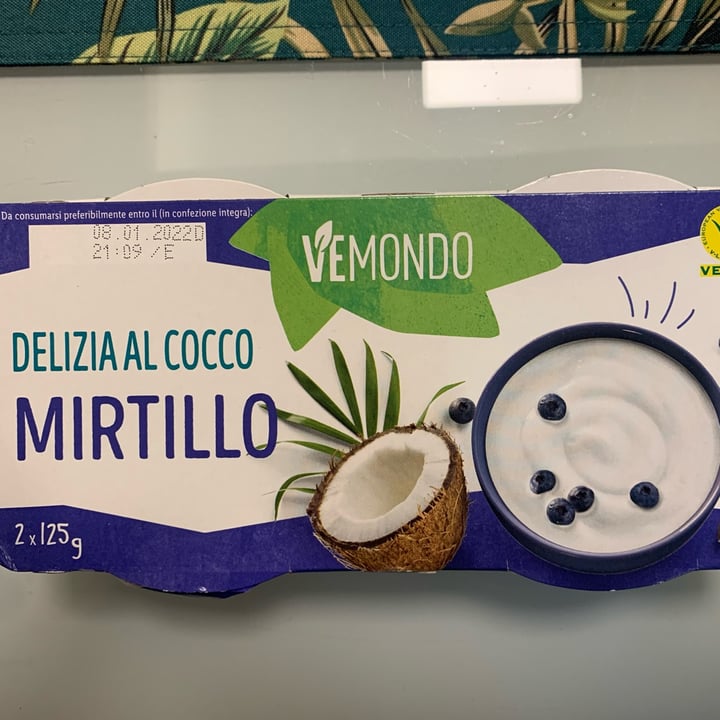 Da consumarsi preferibilmente entro il (in confezione integra):
08.01.2022D
21:09 /E
VEMONDO
DELIZIA AL COCCO
MIRTILLO
2 x 125g